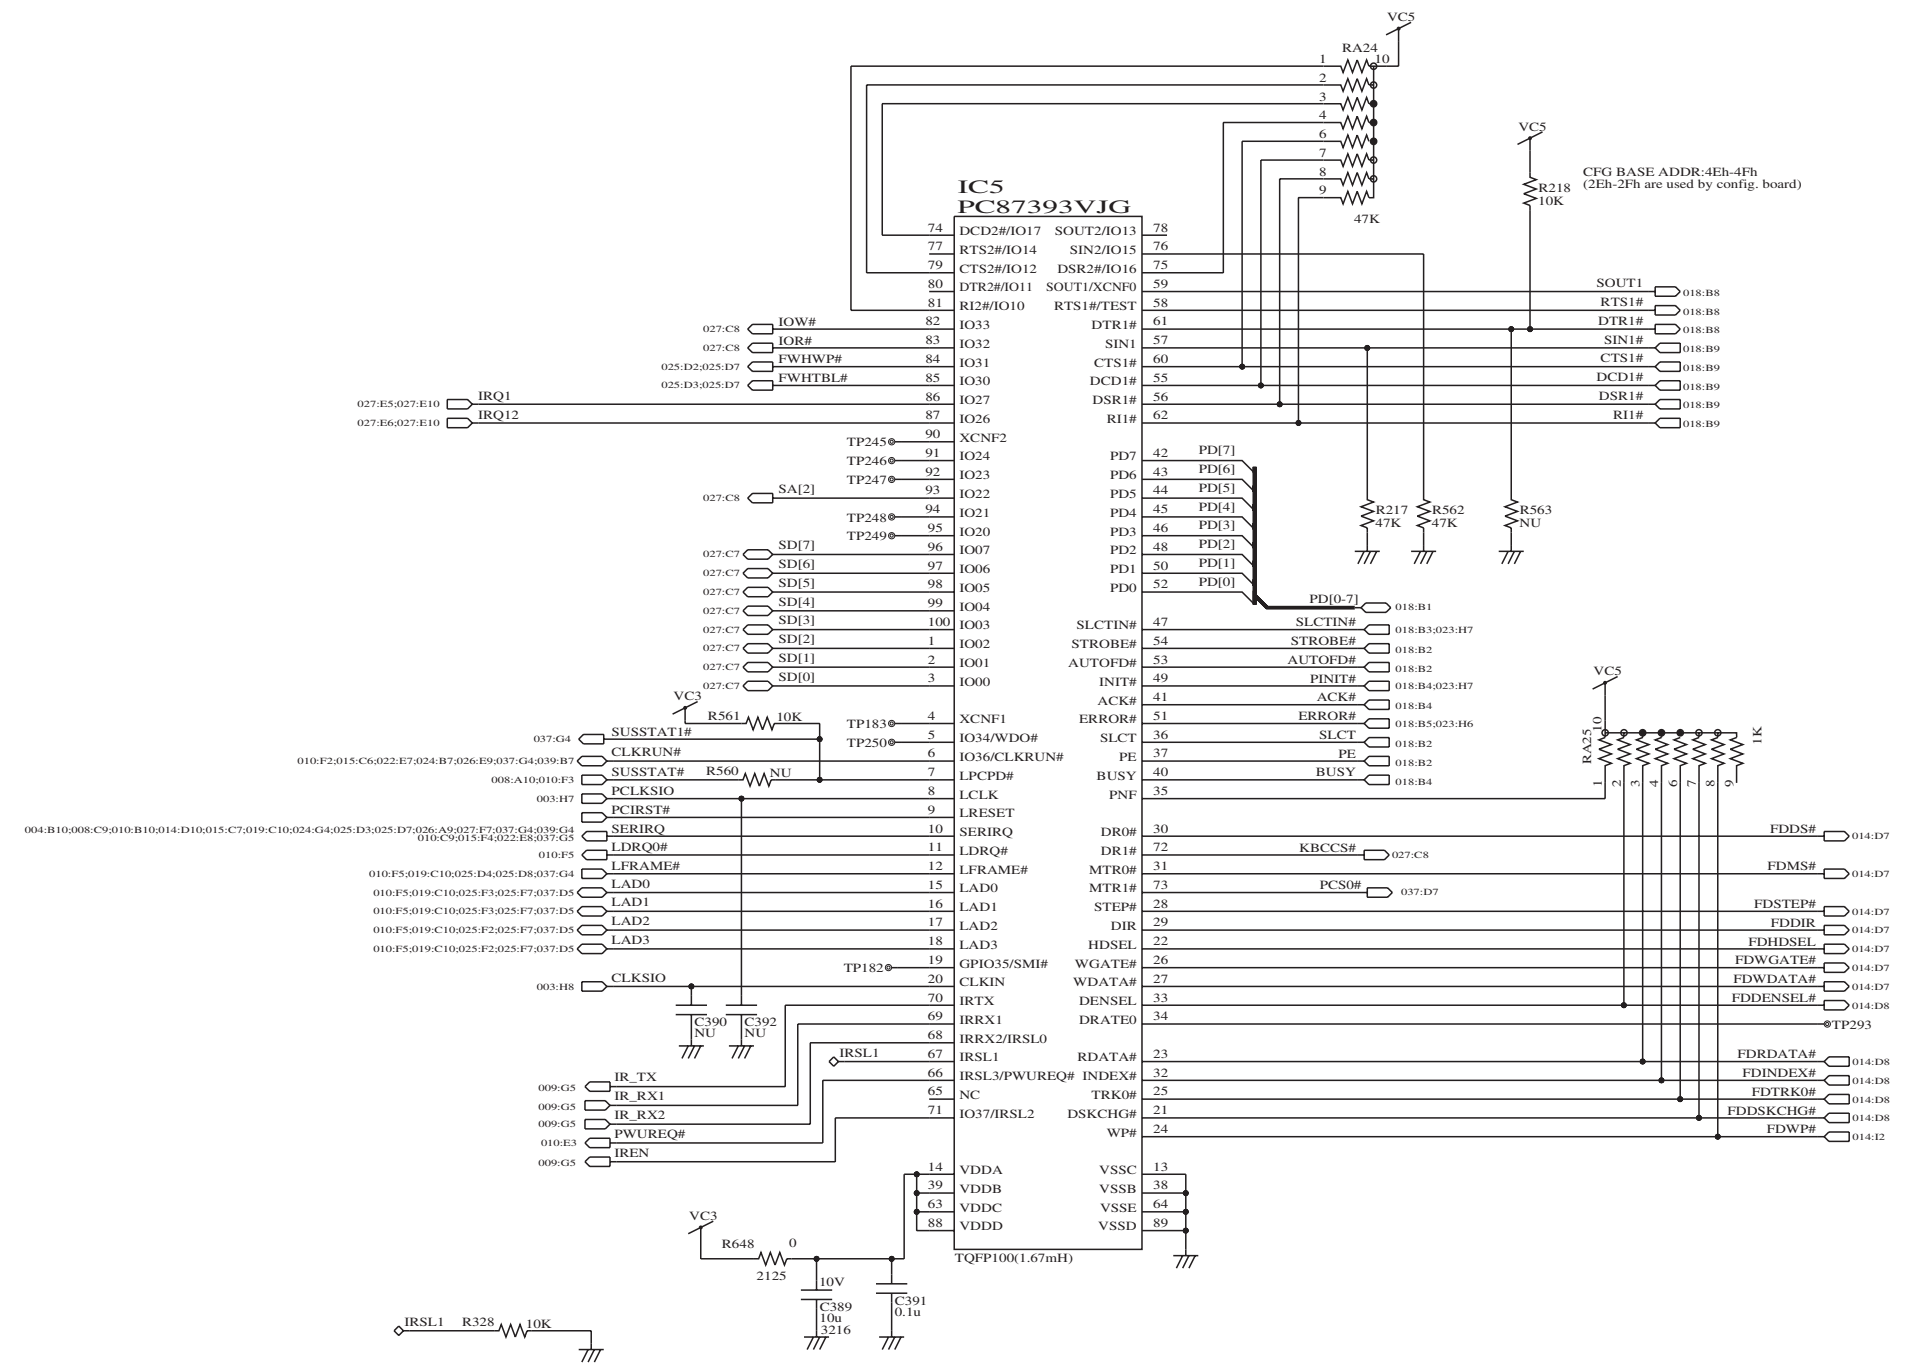 VC5
RA24
1 10
2
3
4
6
7
8
9
47K
VC5
R218
10K
CFG BASE ADDR:4Eh-4Fh
(2Eh-2Fh are used by config. board)
IC5
PC87393VJG
74 DCD2#/IO17 SOUT2/IO13 78
77 RTS2#/IO14 SIN2/IO15 76
79 CTS2#/IO12 DSR2#/IO16 75
80 DTR2#/IO11 SOUT1/XCNF0 59 SOUT1 018:B8
81 RI2#/IO10 RTS1#/TEST 58 RTS1# 018:B8
027:C8 IOW# 82 IO33 DTR1# 61 DTR1# 018:B8
027:C8 IOR# 83 IO32 SIN1 57 SIN1# 018:B9
025:D2;025:D7 FWHWP# 84 IO31 CTS1# 60 CTS1# 018:B9
025:D3;025:D7 FWHTBL# 85 IO30 DCD1# 55 DCD1# 018:B9
027:E5;027:E10 IRQ1 86 IO27 DSR1# 56 DSR1# 018:B9
027:E6;027:E10 IRQ12 87 IO26 RI1# 62 RI1# 018:B9
TP245 90 XCNF2
TP246 91 IO24 PD7 42 PD[7]
TP247 92 IO23 PD6 43 PD[6]
027:C8 SA[2] 93 IO22 PD5 44 PD[5]
TP248 94 IO21 PD4 45 PD[4]
TP249 95 IO20 PD3 46 PD[3]
R217
47K
R562
47K
R563
NU
027:C7 SD[7] 96 IO07 PD2 48 PD[2]
027:C7 SD[6] 97 IO06 PD1 50 PD[1]
027:C7 SD[5] 98 IO05 PD0 52 PD[0]
027:C7 SD[4] 99 IO04 PD[0-7] 018:B1
027:C7 SD[3] 100 IO03 SLCTIN# 47 SLCTIN# 018:B3;023:H7
027:C7 SD[2] 1 IO02 STROBE# 54 STROBE# 018:B2
027:C7 SD[1] 2 IO01 AUTOFD# 53 AUTOFD# 018:B2
027:C7 SD[0] 3 IO00 INIT# 49 PINIT# 018:B4;023:H7
ACK# 41 ACK# 018:B4
VC3
R561 10K
TP183 4 XCNF1 ERROR# 51 ERROR# 018:B5;023:H6
037:G4 SUSSTAT1# TP250 5 IO34/WDO# SLCT 36 SLCT 018:B2
010:F2;015:C6;022:E7;024:B7;026:E9;037:G4;039:B7 CLKRUN# 6 IO36/CLKRUN# PE 37 PE 018:B2
008:A10;010:F3 SUSSTAT# R560 NU 7 LPCPD# BUSY 40 BUSY 018:B4
003:H7 PCLKSIO 8 LCLK PNF 35
VC5
RA25
10
1K
1
2
3
4
6
7
8
9
PCIRST# 9 LRESET
004:B10;008:C9;010:B10;014:D10;015:C7;019:C10;024:G4;025:D3;025:D7;026:A9;027:F7;037:G4;039:G4
010:C9;015:F4;022:E8;037:G5 SERIRQ 10 SERIRQ DR0# 30 FDDS# 014:D7
010:F5 LDRQ0# 11 LDRQ# DR1# 72 KBCCS# 027:C8
010:F5;019:C10;025:D4;025:D8;037:G4 LFRAME# 12 LFRAME# MTR0# 31 FDMS# 014:D7
010:F5;019:C10;025:F3;025:F7;037:D5 LAD0 15 LAD0 MTR1# 73 PCS0# 037:D7
010:F5;019:C10;025:F3;025:F7;037:D5 LAD1 16 LAD1 STEP# 28 FDSTEP# 014:D7
010:F5;019:C10;025:F2;025:F7;037:D5 LAD2 17 LAD2 DIR 29 FDDIR 014:D7
010:F5;019:C10;025:F2;025:F7;037:D5 LAD3 18 LAD3 HDSEL 22 FDHDSEL 014:D7
TP182 19 GPIO35/SMI# WGATE# 26 FDWGATE# 014:D7
003:H8 CLKSIO 20 CLKIN WDATA# 27 FDWDATA# 014:D7
70 IRTX DENSEL 33 FDDENSEL# 014:D8
C390
NU
C392
NU
69 IRRX1 DRATE0 34 TP293
68 IRRX2/IRSL0
IRSL1 67 IRSL1 RDATA# 23 FDRDATA# 014:D8
009:G5 IR_TX 66 IRSL3/PWUREQ# INDEX# 32 FDINDEX# 014:D8
009:G5 IR_RX1 65 NC TRK0# 25 FDTRK0# 014:D8
009:G5 IR_RX2 71 IO37/IRSL2 DSKCHG# 21 FDDSKCHG# 014:D8
010:E3 PWUREQ# WP# 24 FDWP# 014:I2
009:G5 IREN
14 VDDA VSSC 13
39 VDDB VSSB 38
63 VDDC VSSE 64
88 VDDD VSSD 89
TQFP100(1.67mH)
VC3
R648 0
2125
10V
C389
10u
3216
C391
0.1u
IRSL1 R328 10K